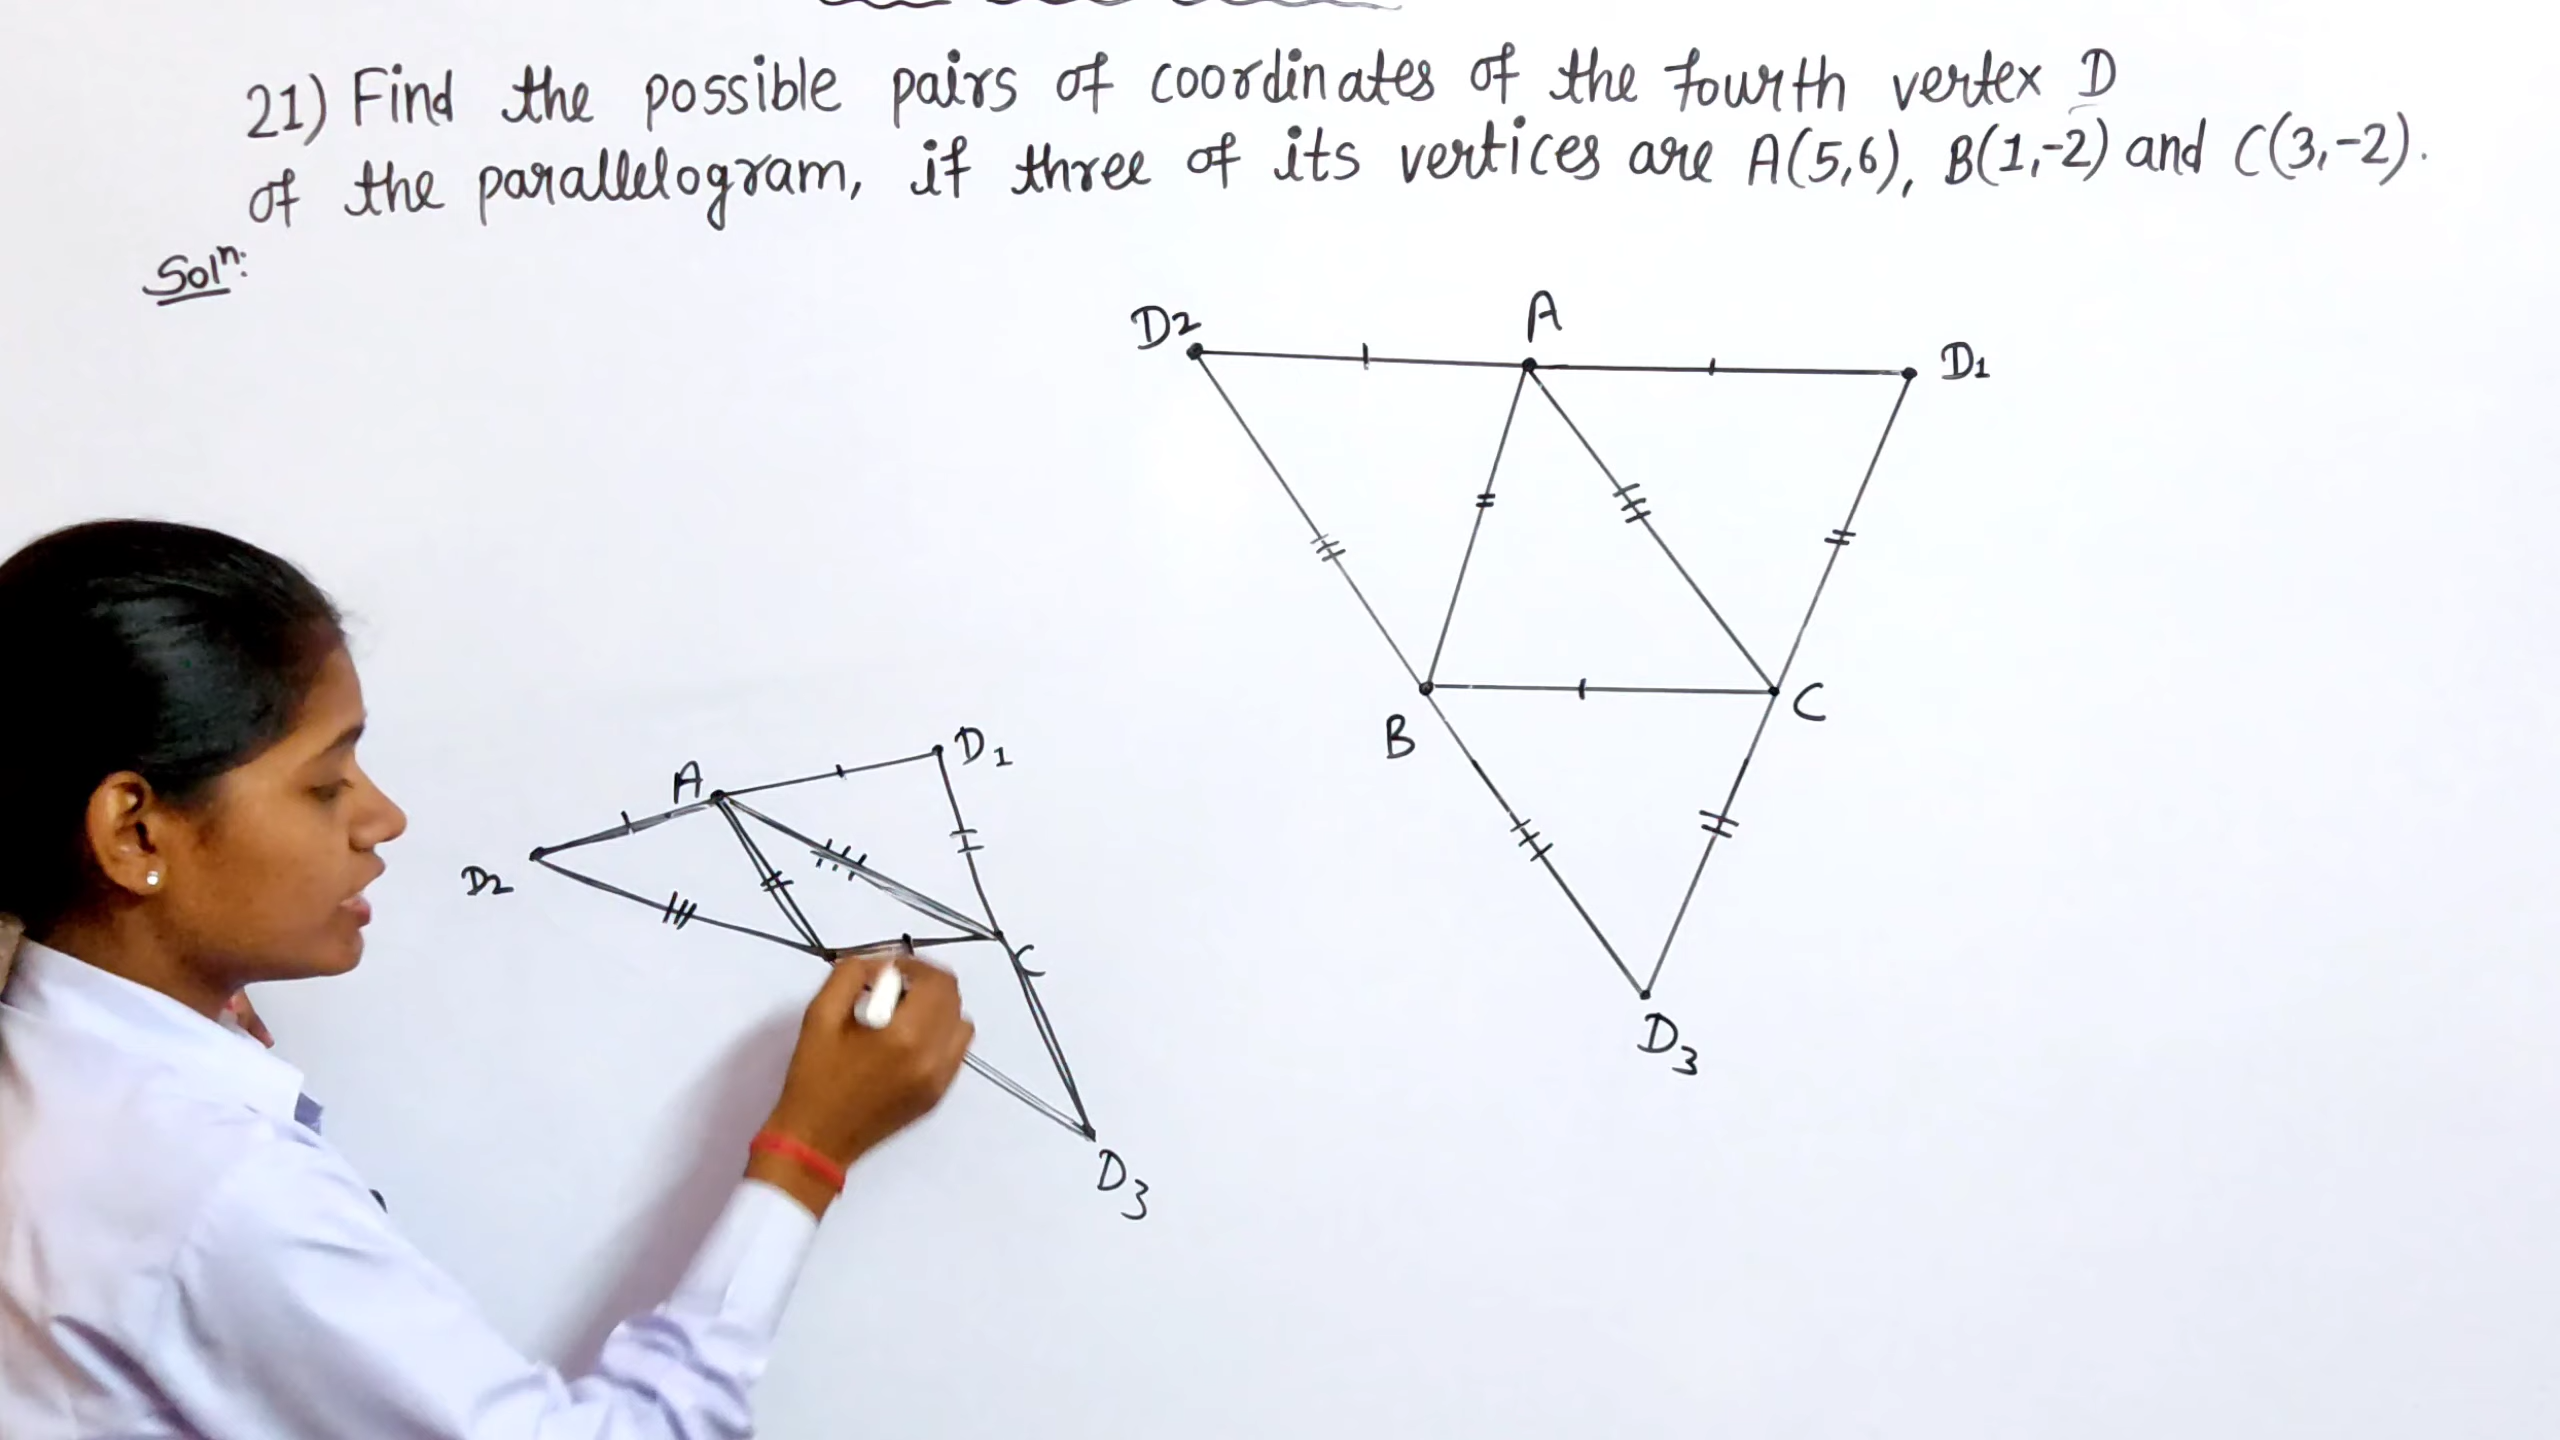 21) Find the possible pairs of coordinates of the fourth vertex D
of the parallelogram, if three of its vertices are A(5,6), B(1,-2) and C(3,-2).
Solⁿ:
D2 A D1
B C
D3
A D1
D2
C
D3